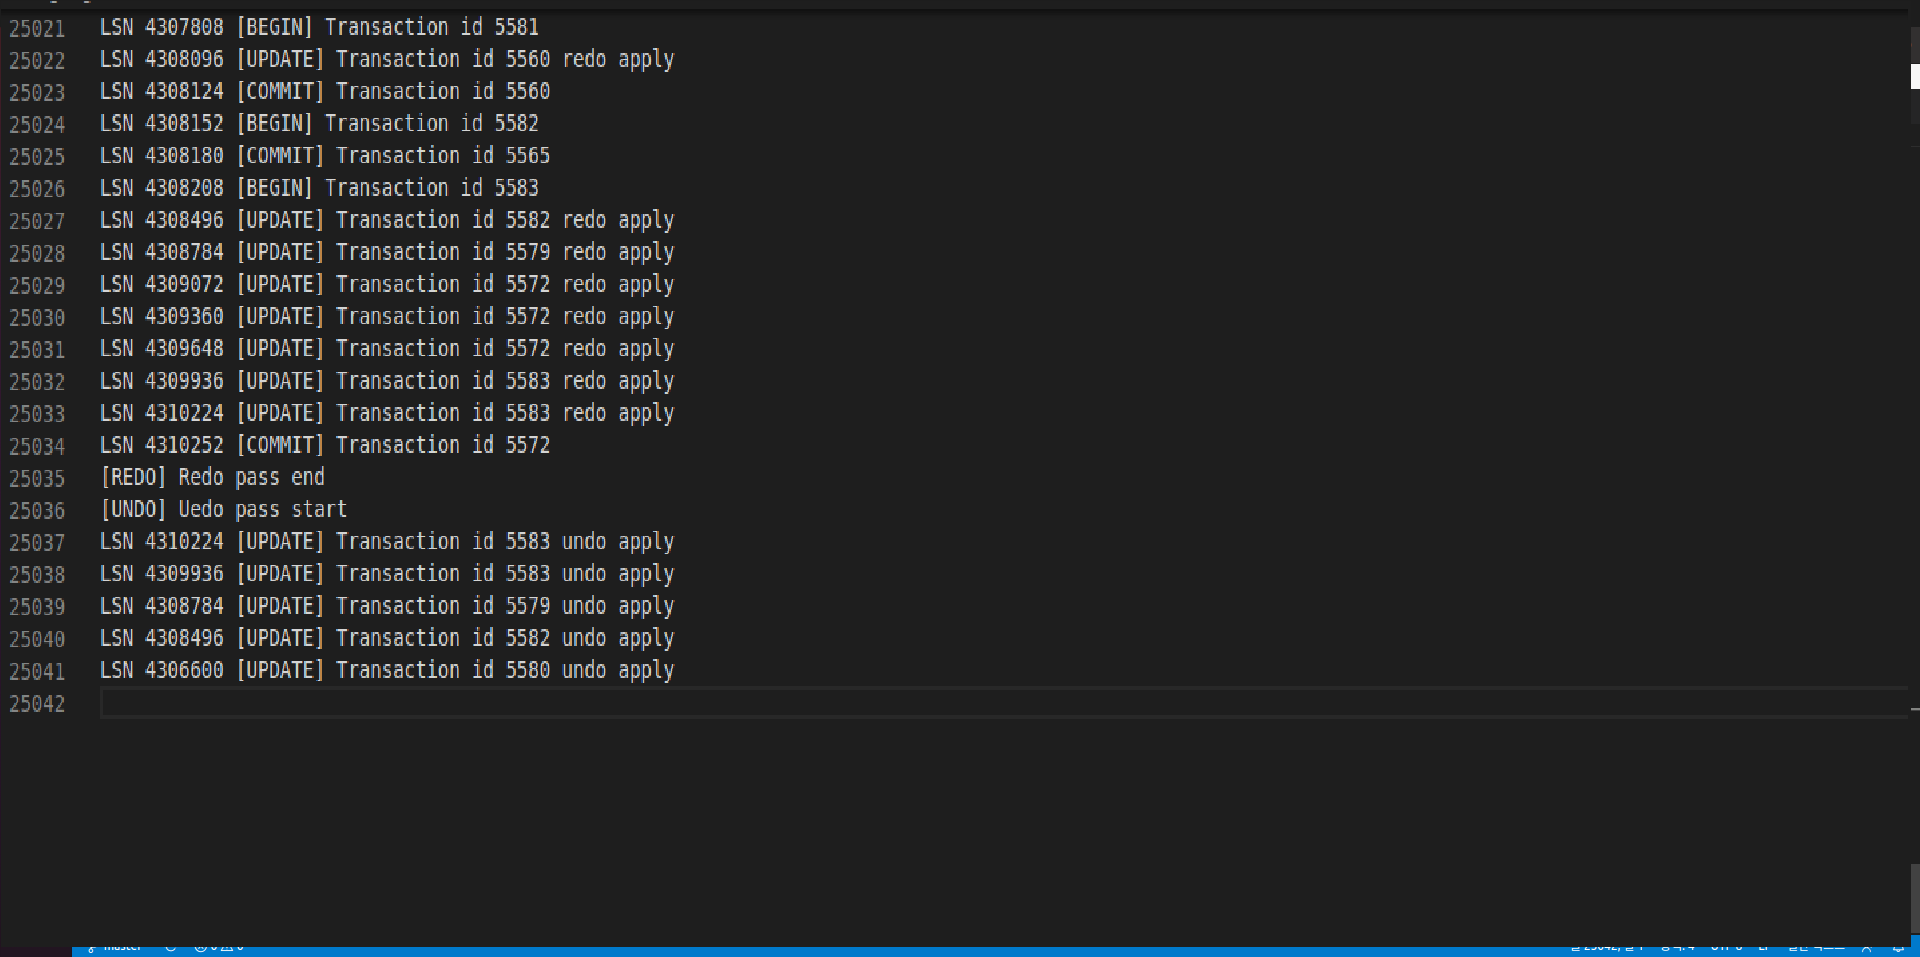 25021 LSN 4307808 [BEGIN] Transaction id 5581
25022 LSN 4308096 [UPDATE] Transaction id 5560 redo apply
25023 LSN 4308124 [COMMIT] Transaction id 5560
25024 LSN 4308152 [BEGIN] Transaction id 5582
25025 LSN 4308180 [COMMIT] Transaction id 5565
25026 LSN 4308208 [BEGIN] Transaction id 5583
25027 LSN 4308496 [UPDATE] Transaction id 5582 redo apply
25028 LSN 4308784 [UPDATE] Transaction id 5579 redo apply
25029 LSN 4309072 [UPDATE] Transaction id 5572 redo apply
25030 LSN 4309360 [UPDATE] Transaction id 5572 redo apply
25031 LSN 4309648 [UPDATE] Transaction id 5572 redo apply
25032 LSN 4309936 [UPDATE] Transaction id 5583 redo apply
25033 LSN 4310224 [UPDATE] Transaction id 5583 redo apply
25034 LSN 4310252 [COMMIT] Transaction id 5572
25035 [REDO] Redo pass end
25036 [UNDO] Uedo pass start
25037 LSN 4310224 [UPDATE] Transaction id 5583 undo apply
25038 LSN 4309936 [UPDATE] Transaction id 5583 undo apply
25039 LSN 4308784 [UPDATE] Transaction id 5579 undo apply
25040 LSN 4308496 [UPDATE] Transaction id 5582 undo apply
25041 LSN 4306600 [UPDATE] Transaction id 5580 undo apply
25042